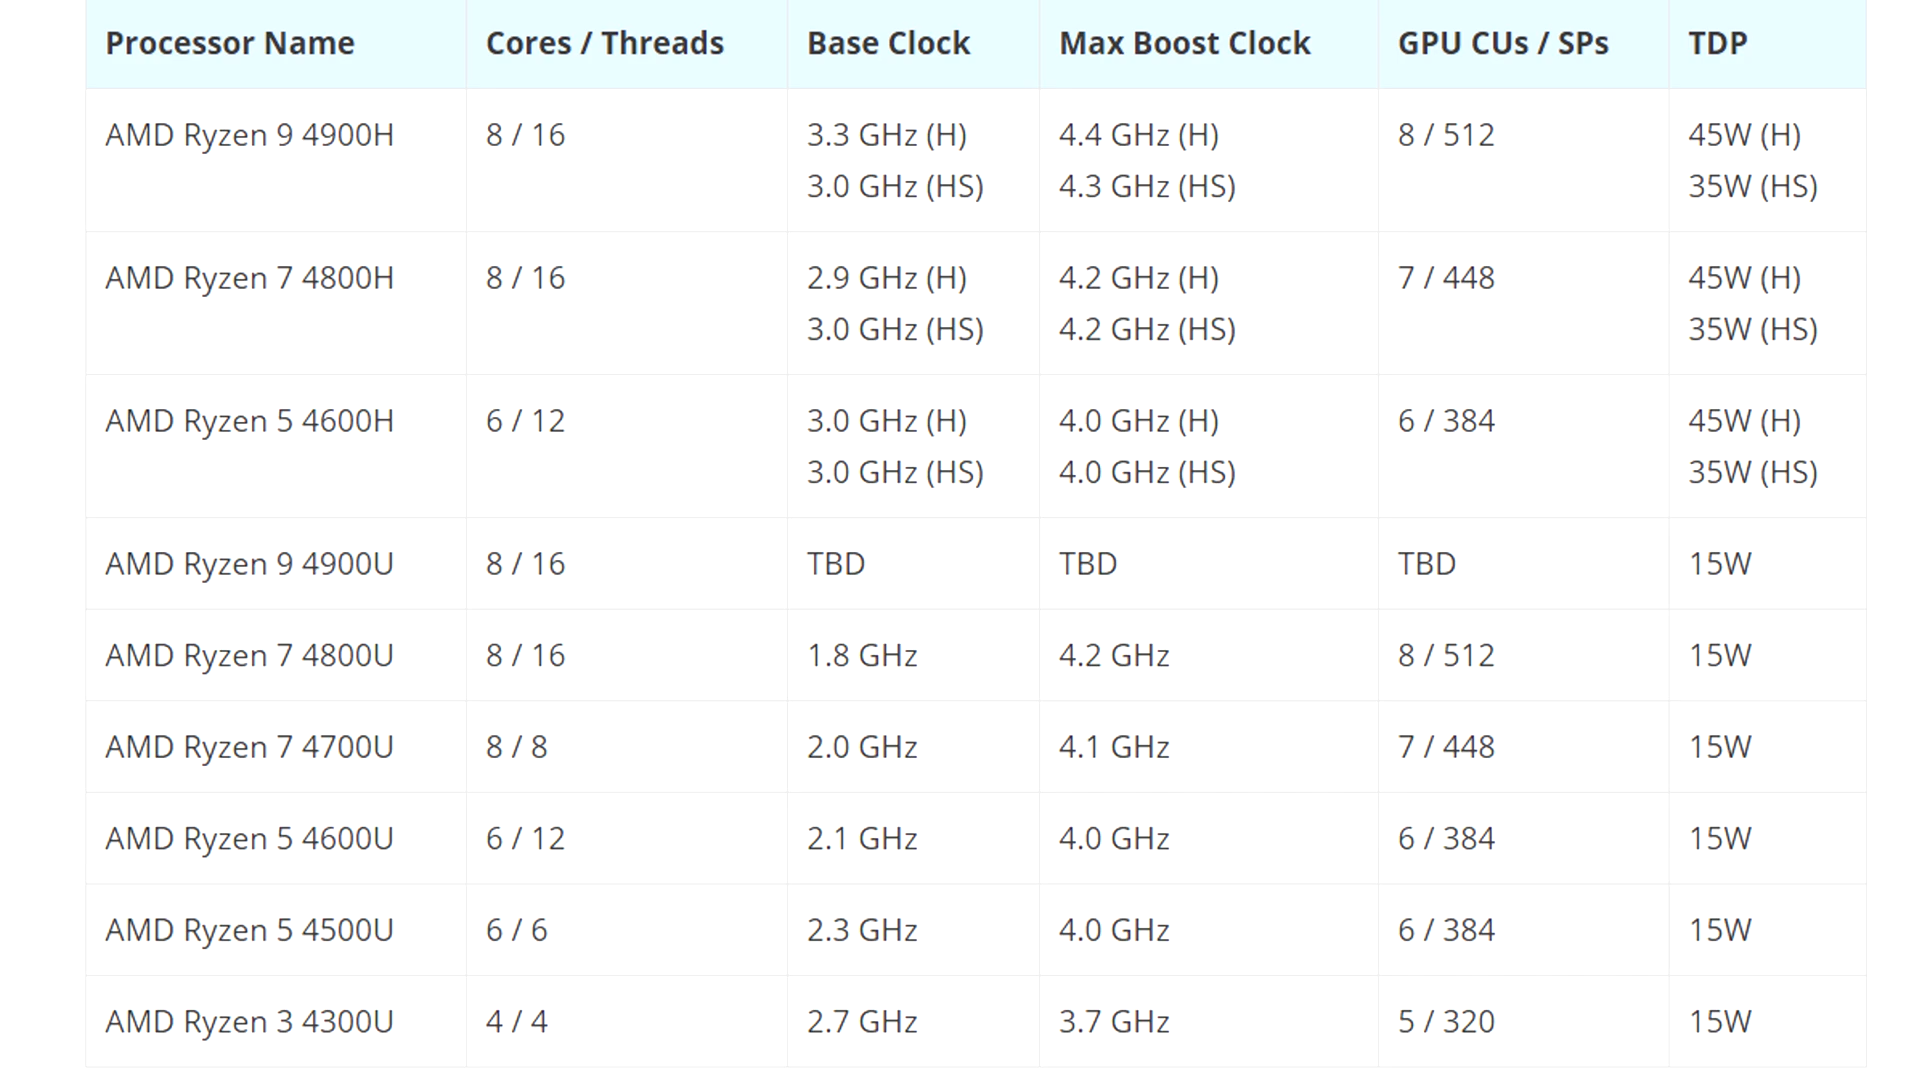 Processor Name Cores / Threads Base Clock Max Boost Clock GPU CUs / SPs TDP
AMD Ryzen 9 4900H 8 / 16 3.3 GHz (H) 4.4 GHz (H) 8 / 512 45W (H)
3.0 GHz (HS) 4.3 GHz (HS) 35W (HS)
AMD Ryzen 7 4800H 8 / 16 2.9 GHz (H) 4.2 GHz (H) 7 / 448 45W (H)
3.0 GHz (HS) 4.2 GHz (HS) 35W (HS)
AMD Ryzen 5 4600H 6 / 12 3.0 GHz (H) 4.0 GHz (H) 6 / 384 45W (H)
3.0 GHz (HS) 4.0 GHz (HS) 35W (HS)
AMD Ryzen 9 4900U 8 / 16 TBD TBD TBD 15W
AMD Ryzen 7 4800U 8 / 16 1.8 GHz 4.2 GHz 8 / 512 15W
AMD Ryzen 7 4700U 8 / 8 2.0 GHz 4.1 GHz 7 / 448 15W
AMD Ryzen 5 4600U 6 / 12 2.1 GHz 4.0 GHz 6 / 384 15W
AMD Ryzen 5 4500U 6 / 6 2.3 GHz 4.0 GHz 6 / 384 15W
AMD Ryzen 3 4300U 4 / 4 2.7 GHz 3.7 GHz 5 / 320 15W